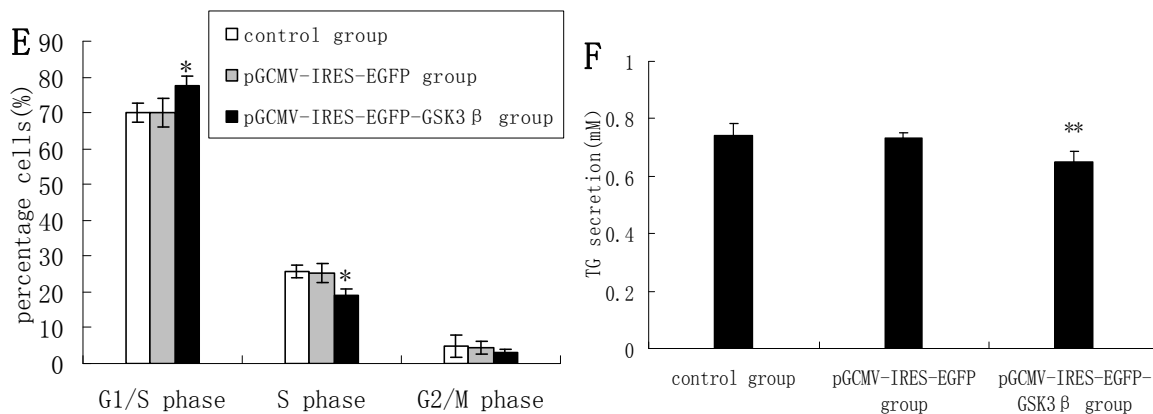 E
control group
pGCMV-IRES-EGFP group
pGCMV-IRES-EGFP-GSK3β group
percentage cells(%)
90
80
70
60
50
40
30
20
10
0
*
*
G1/S phase
S phase
G2/M phase
F
TG secretion(mM)
1
0.8
0.6
0.4
0.2
0
**
control group
pGCMV-IRES-EGFP
group
pGCMV-IRES-EGFP-
GSK3β group